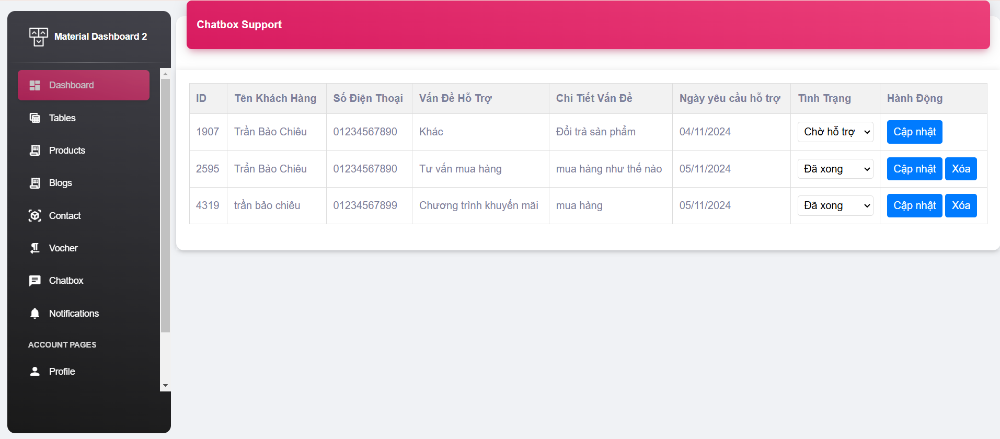 Chatbox Support
Material Dashboard 2
Dashboard
Tables
Products
Blogs
Contact
Vocher
Chatbox
Notifications
ACCOUNT PAGES
Profile
ID Tên Khách Hàng Số Điện Thoại Vấn Đề Hỗ Trợ Chi Tiết Vấn Đề Ngày yêu cầu hỗ trợ Tình Trạng Hành Động
1907 Trần Bảo Chiêu 01234567890 Khác Đổi trả sản phẩm 04/11/2024 Chờ hỗ trợ Cập nhật
2595 Trẩn Bảo Chiêu 01234567890 Tư vấn mua hàng mua hàng như thế nào 05/11/2024 Đã xong Cập nhật Xóa
4319 trần bảo chiêu 01234567899 Chương trình khuyến mãi mua hàng 05/11/2024 Đã xong Cập nhật Xóa